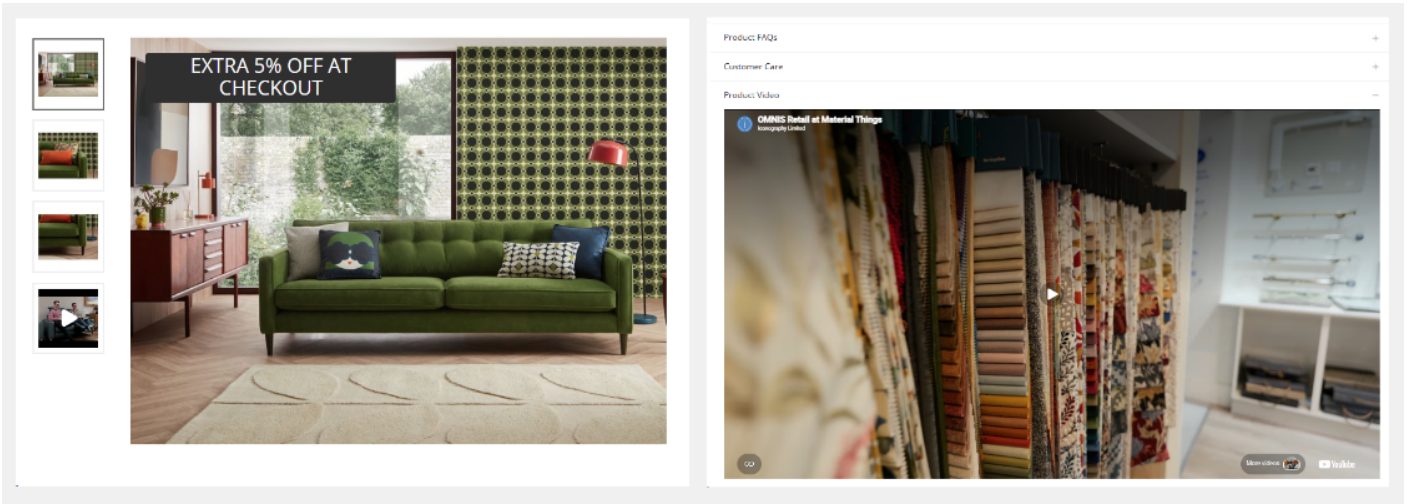 EXTRA 5% OFF AT
CHECKOUT
Product FAQs
Customer Care
Product Video
OMNIS Retail at Material Things
Iconography Limited
More videos
YouTube